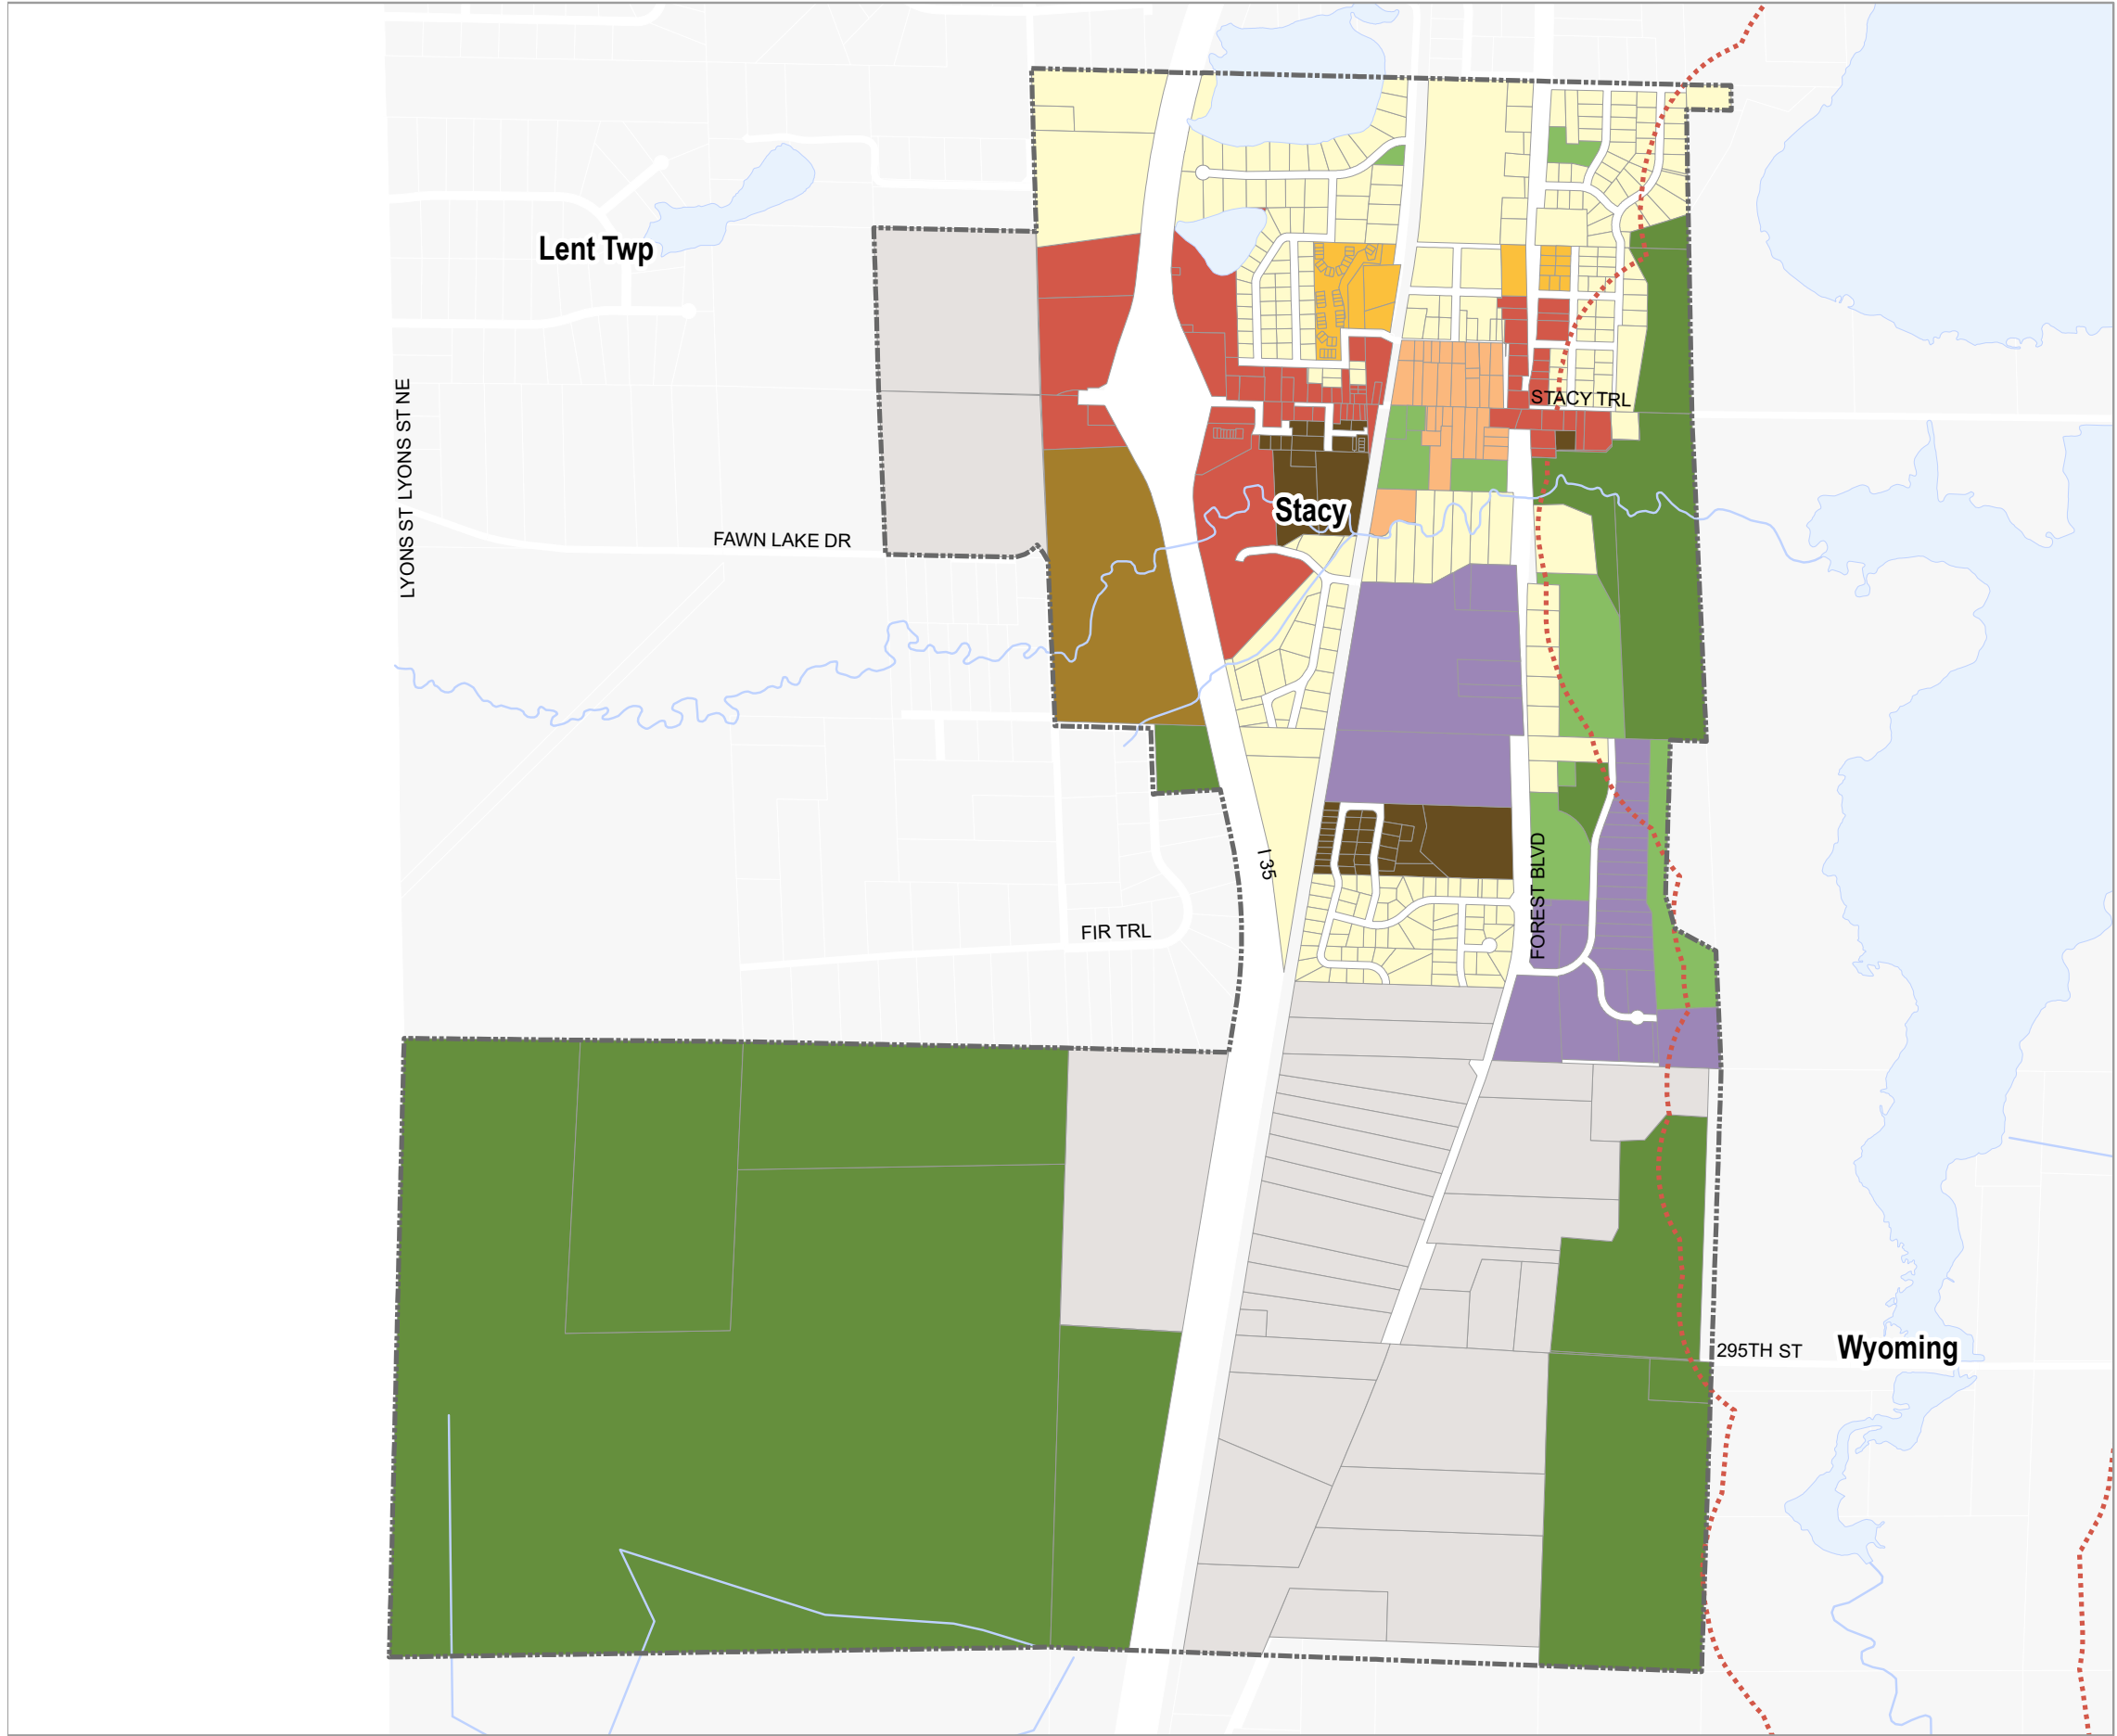 Lent Twp
LYONS ST LYONS ST NE
STACY TRL
Stacy
FAWN LAKE DR
I 35
FOREST BLVD
FIR TRL
295TH ST
Wyoming